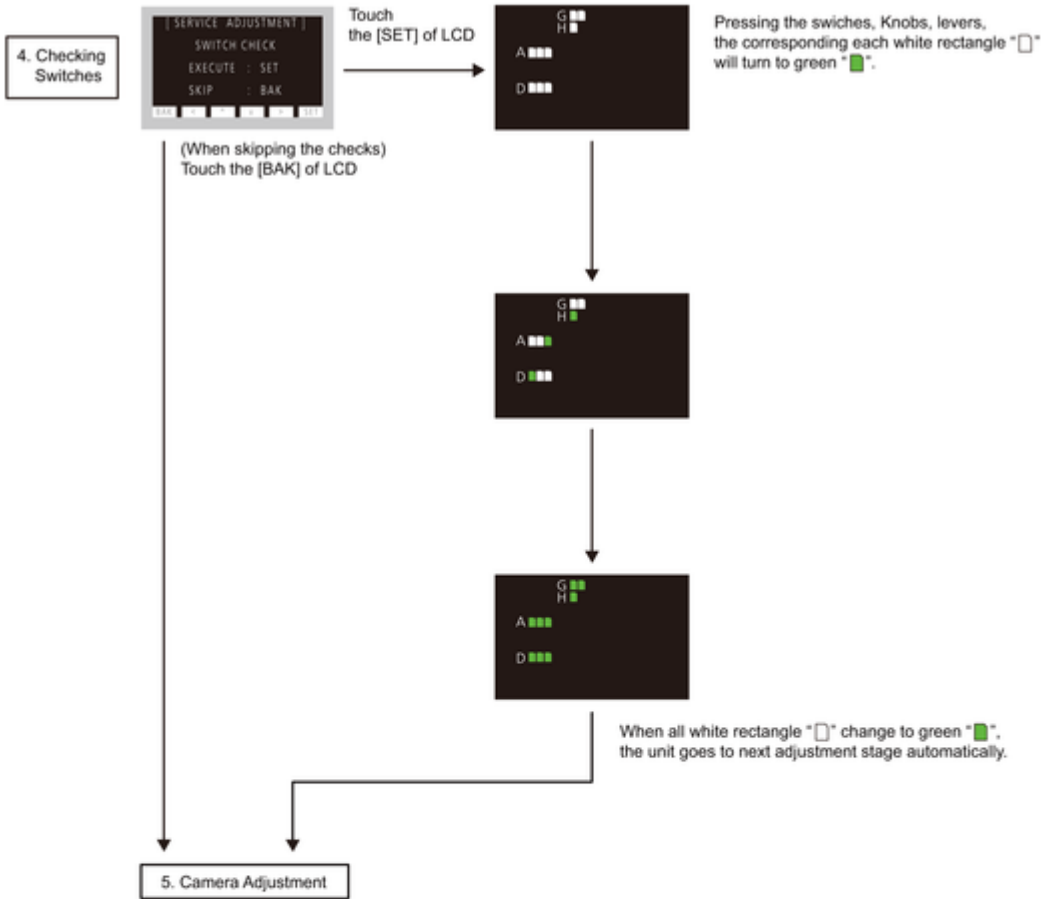 4. Checking
Switches
[ SERVICE ADJUSTMENT ]
SWITCH CHECK
EXECUTE : SET
SKIP : BAK
BAK < ^ v > SET
Touch
the [SET] of LCD
(When skipping the checks)
Touch the [BAK] of LCD
G
H
A
D
Pressing the swiches, Knobs, levers,
the corresponding each white rectangle "▯"
will turn to green "▮".
G
H
A
D
G
H
A
D
When all white rectangle "▯" change to green "▮",
the unit goes to next adjustment stage automatically.
5. Camera Adjustment